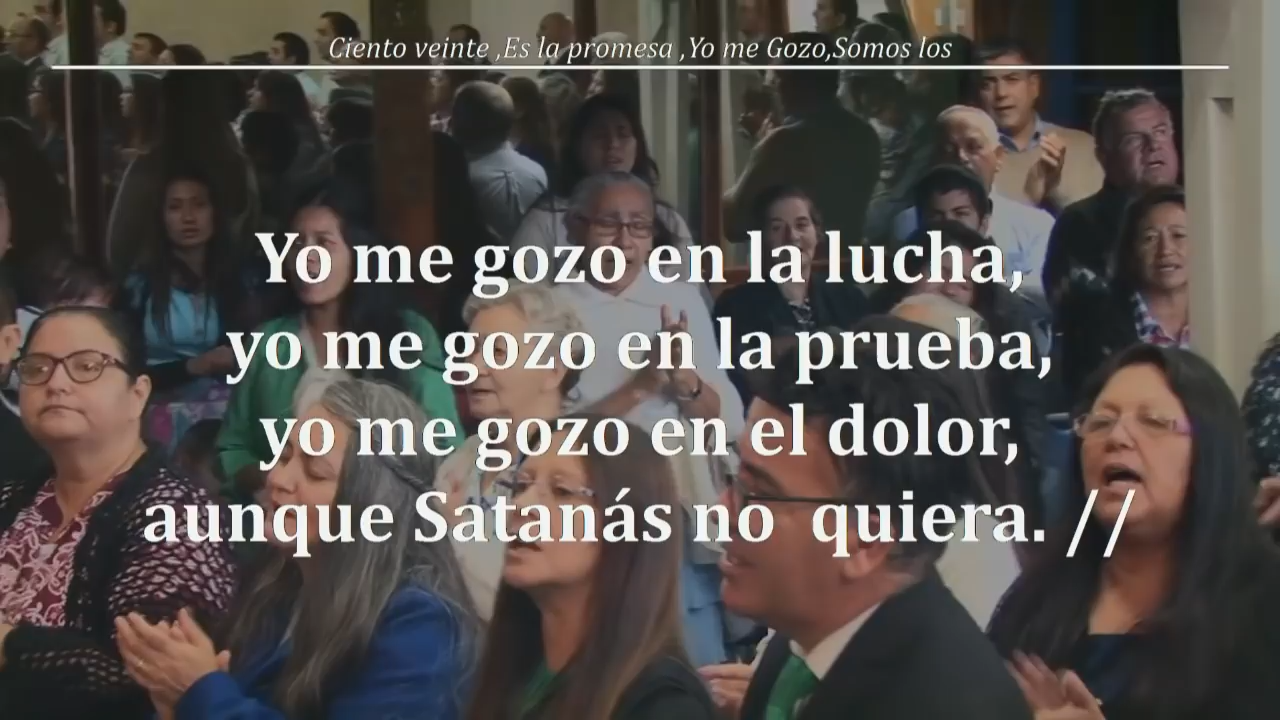 Ciento veinte ,Es la promesa ,Yo me Gozo,Somos los
Yo me gozo en la lucha,
yo me gozo en la prueba,
yo me gozo en el dolor,
aunque Satanás no  quiera. //